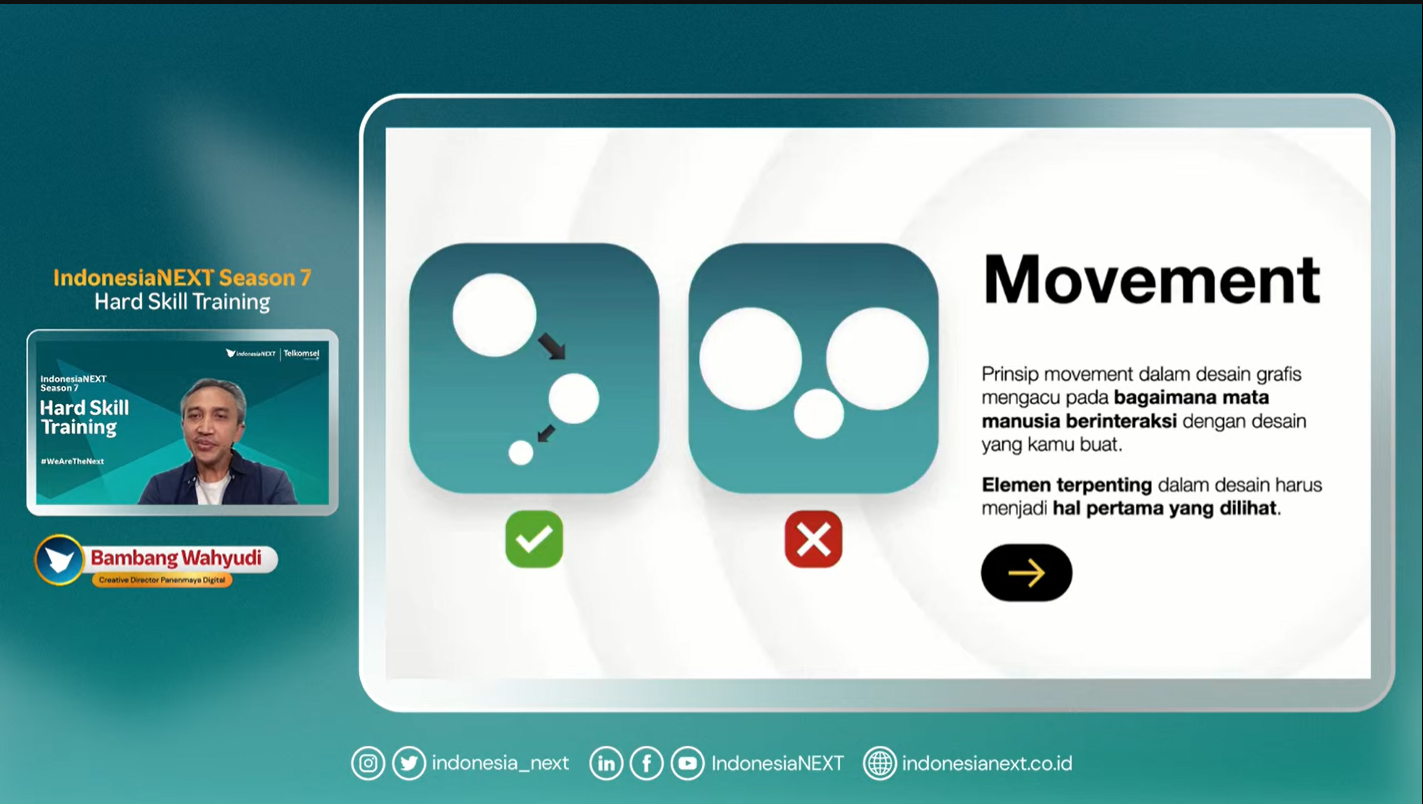 IndonesiaNEXT Season 7
Hard Skill Training
IndonesiaNEXT
Telkomsel
IndonesiaNEXT
Season 7
Hard Skill
Training
#WeAreTheNext
Bambang Wahyudi
Creative Director Panenmaya Digital
Movement
Prinsip movement dalam desain grafis
mengacu pada bagaimana mata
manusia berinteraksi dengan desain
yang kamu buat.
Elemen terpenting dalam desain harus
menjadi hal pertama yang dilihat.
indonesia_next
IndonesiaNEXT
indonesianext.co.id